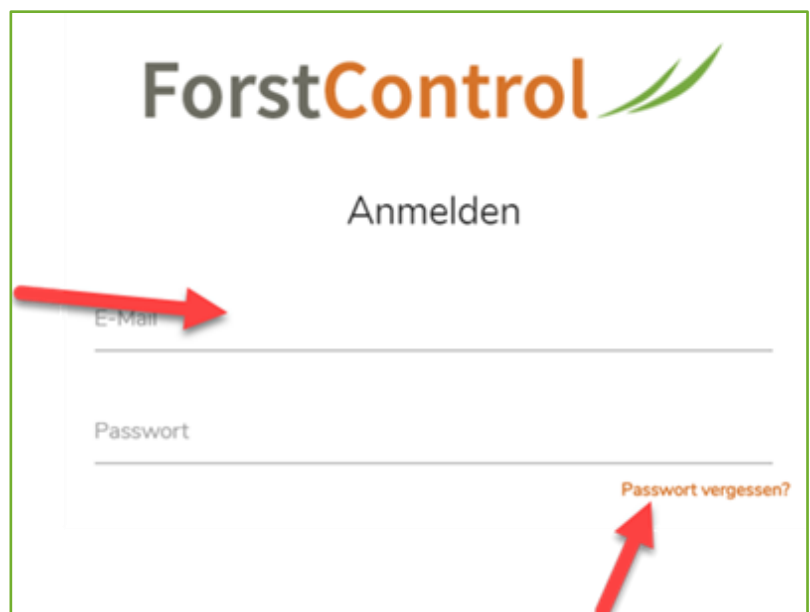 ForstControl
Anmelden
E-Mail
Passwort
Passwort vergessen?